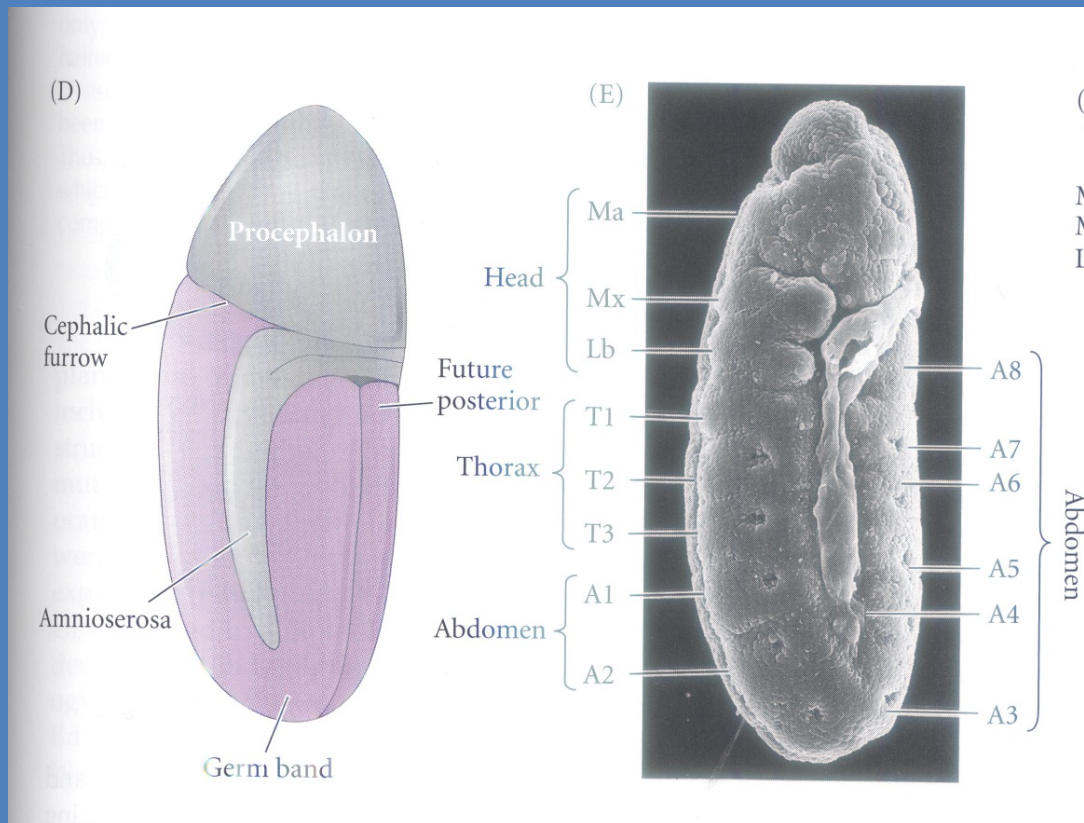 (D)
Procephalon
Cephalic
furrow
Future
posterior
Amnioserosa
Germ band
(E)
Head
Ma
Mx
Lb
Thorax
T1
T2
T3
Abdomen
A1
A2
A8
A7
A6
A5
A4
A3
Abdomen
(
M
M
L